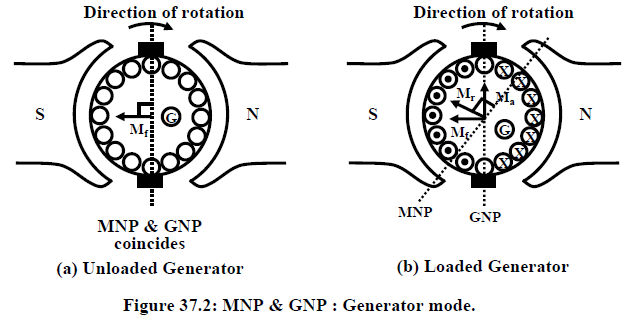 Direction of rotation
S
M_f
G
N
MNP & GNP
coincides
(a) Unloaded Generator
Direction of rotation
S
M_r
M_a
M_f
G
X
X
X
X
X
X
X
X
N
MNP
GNP
(b) Loaded Generator
Figure 37.2: MNP & GNP : Generator mode.